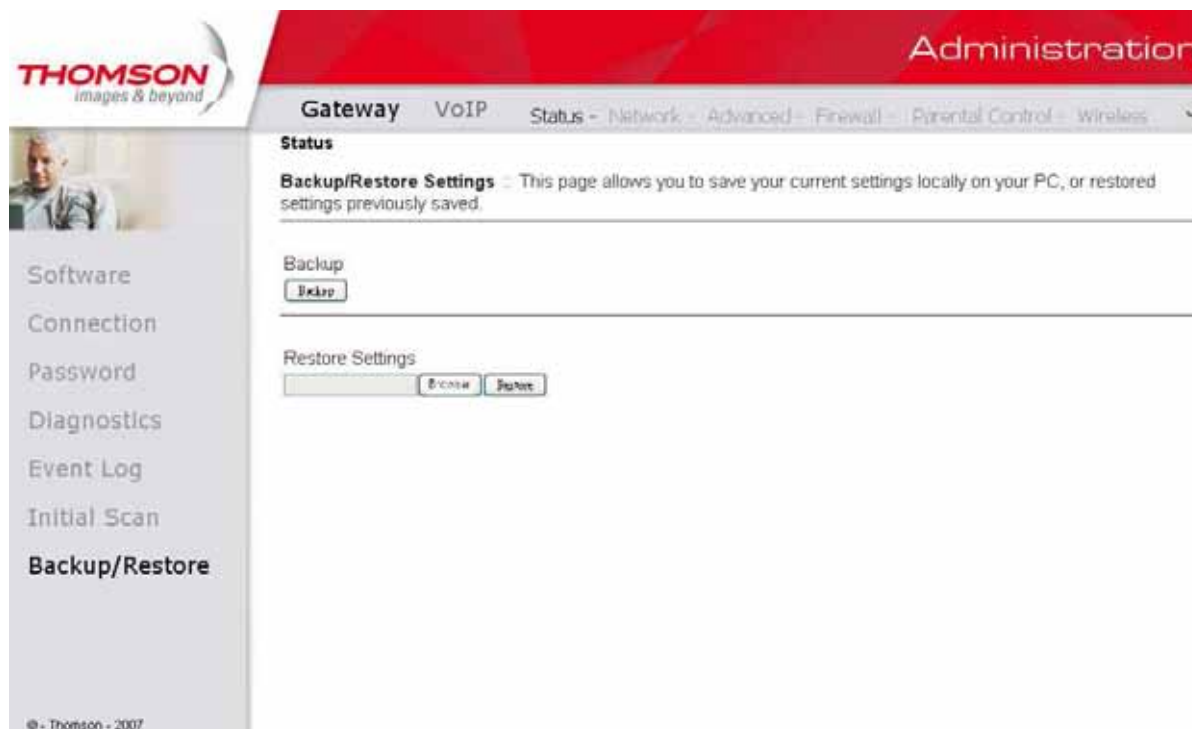 THOMSON
images & beyond
Administration
Gateway VoIP Status - Network - Advanced - Firewall - Parental Control - Wireless
Status
Backup/Restore Settings : This page allows you to save your current settings locally on your PC, or restored
settings previously saved.
Backup
Backup
Restore Settings
Browse Restore
Software
Connection
Password
Diagnostics
Event Log
Initial Scan
Backup/Restore
© - Thomson - 2007